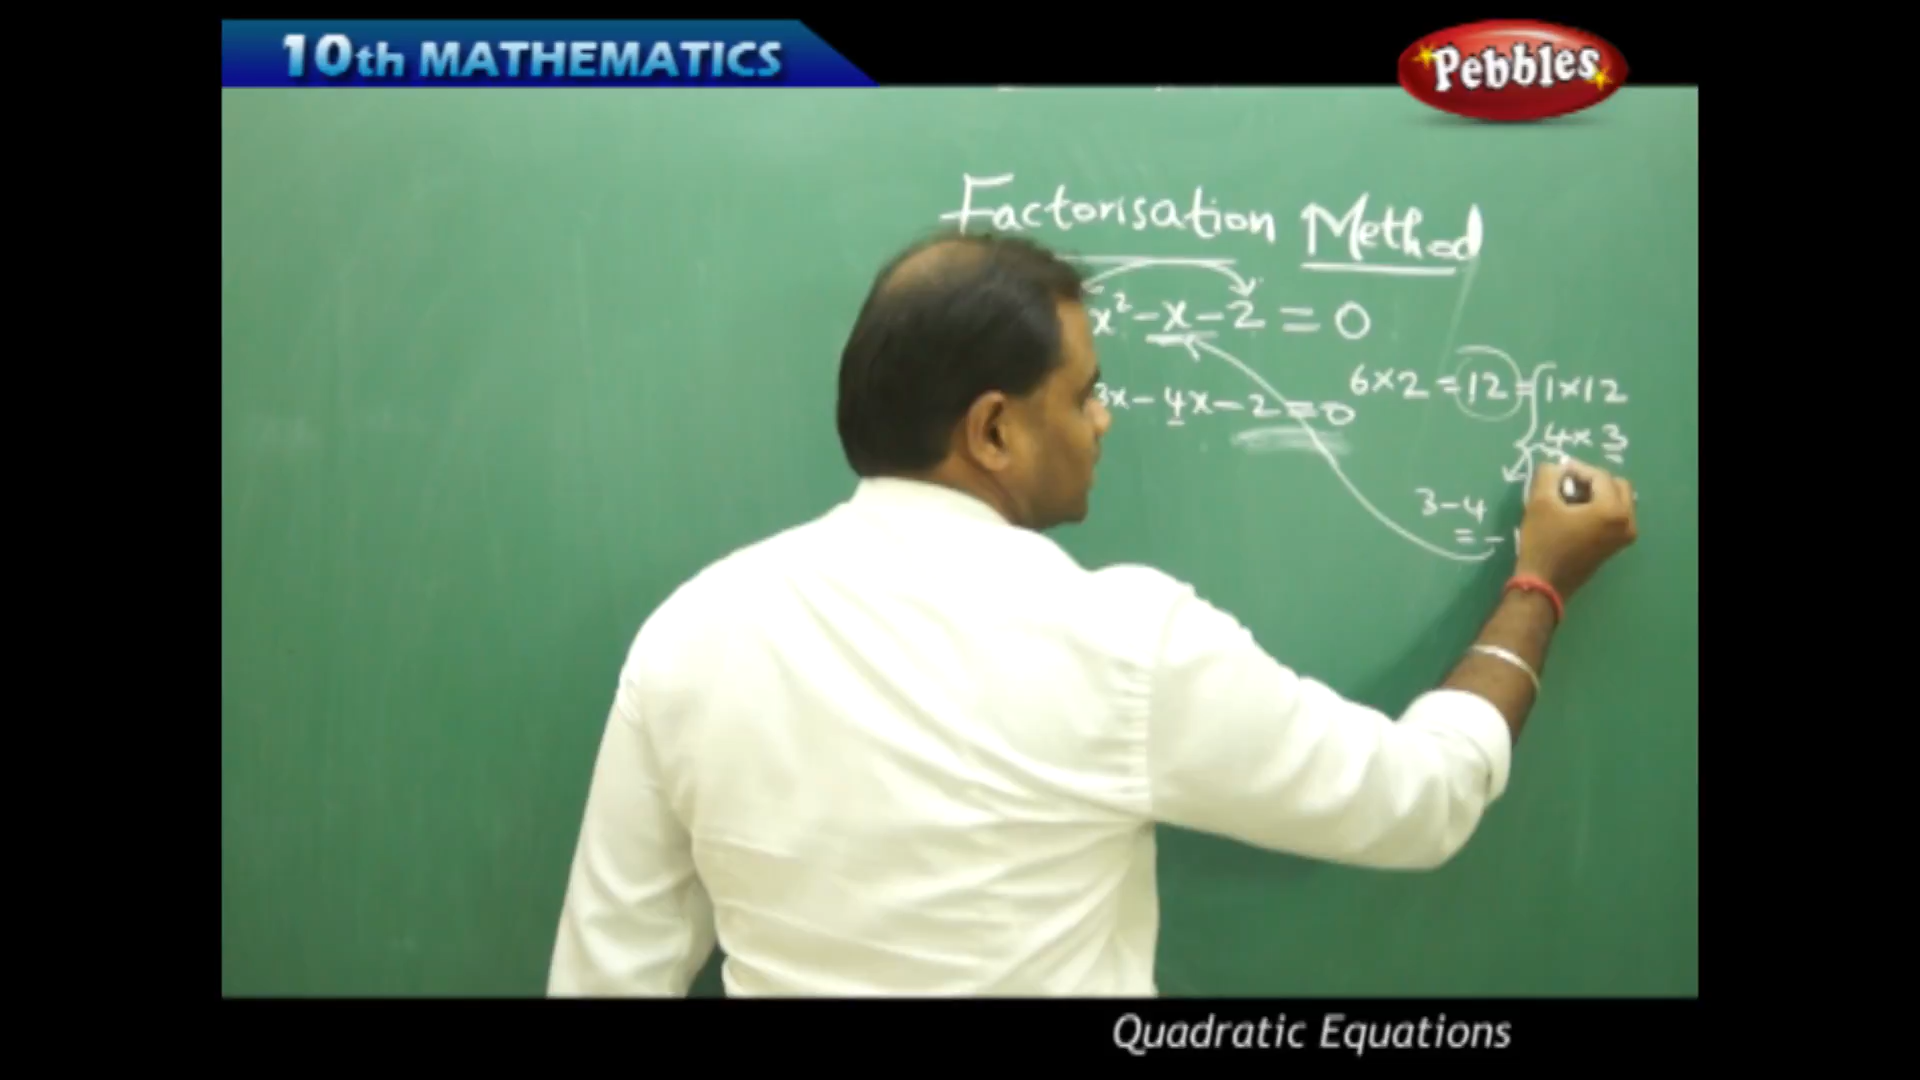 10th MATHEMATICS
Pebbles
Factorisation Method
x² - x - 2 = 0
6 × 2 = 12 = 1 × 12
3x - 4x - 2 = 0
4 × 3
3 - 4
= - 1
Quadratic Equations